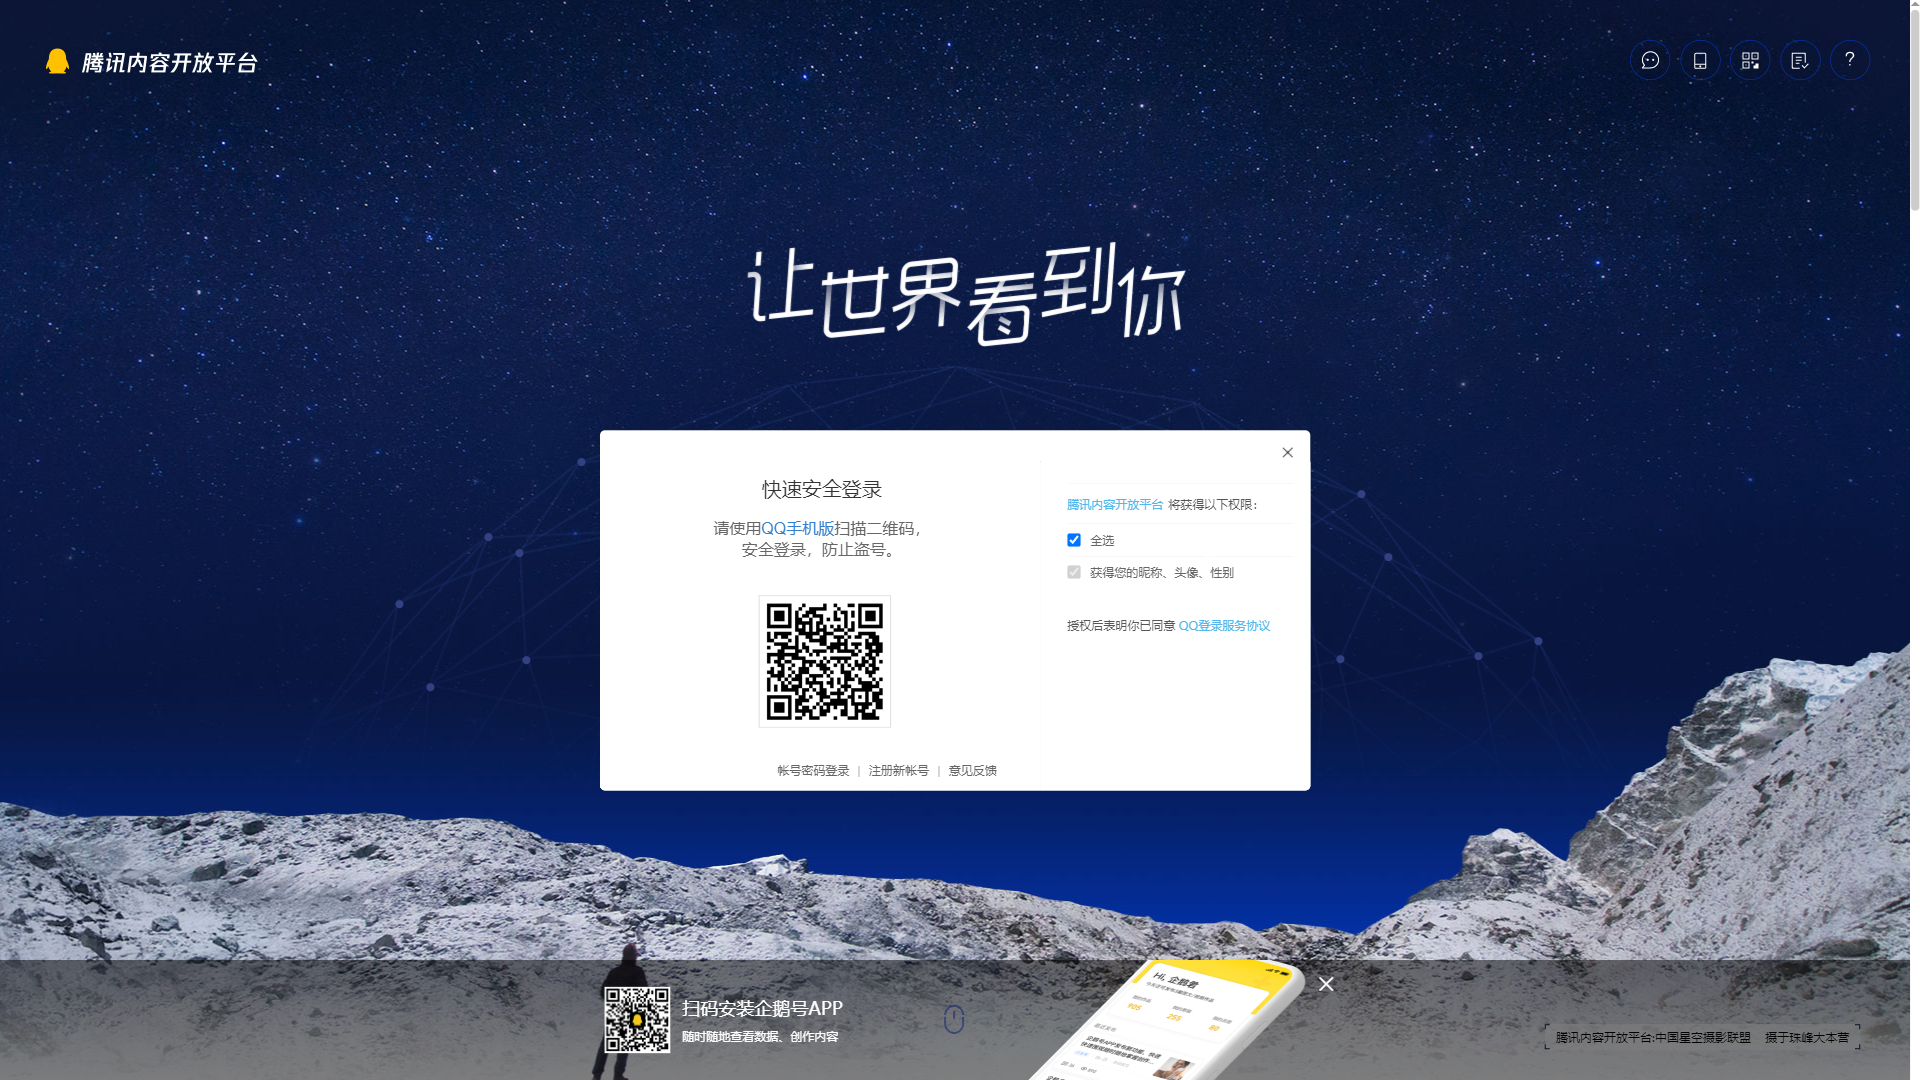 腾讯内容开放平台
?
让世界看到你
快速安全登录
请使用QQ手机版扫描二维码，
安全登录，防止盗号。
腾讯内容开放平台 将获得以下权限：
全选
获得您的昵称、头像、性别
授权后表明你已同意 QQ登录服务协议
帐号密码登录 | 注册新帐号 | 意见反馈
扫码安装企鹅号APP
随时随地查看数据、创作内容
Hi, 企鹅君
905
255
60
腾讯内容开放平台:中国星空摄影联盟 摄于珠峰大本营